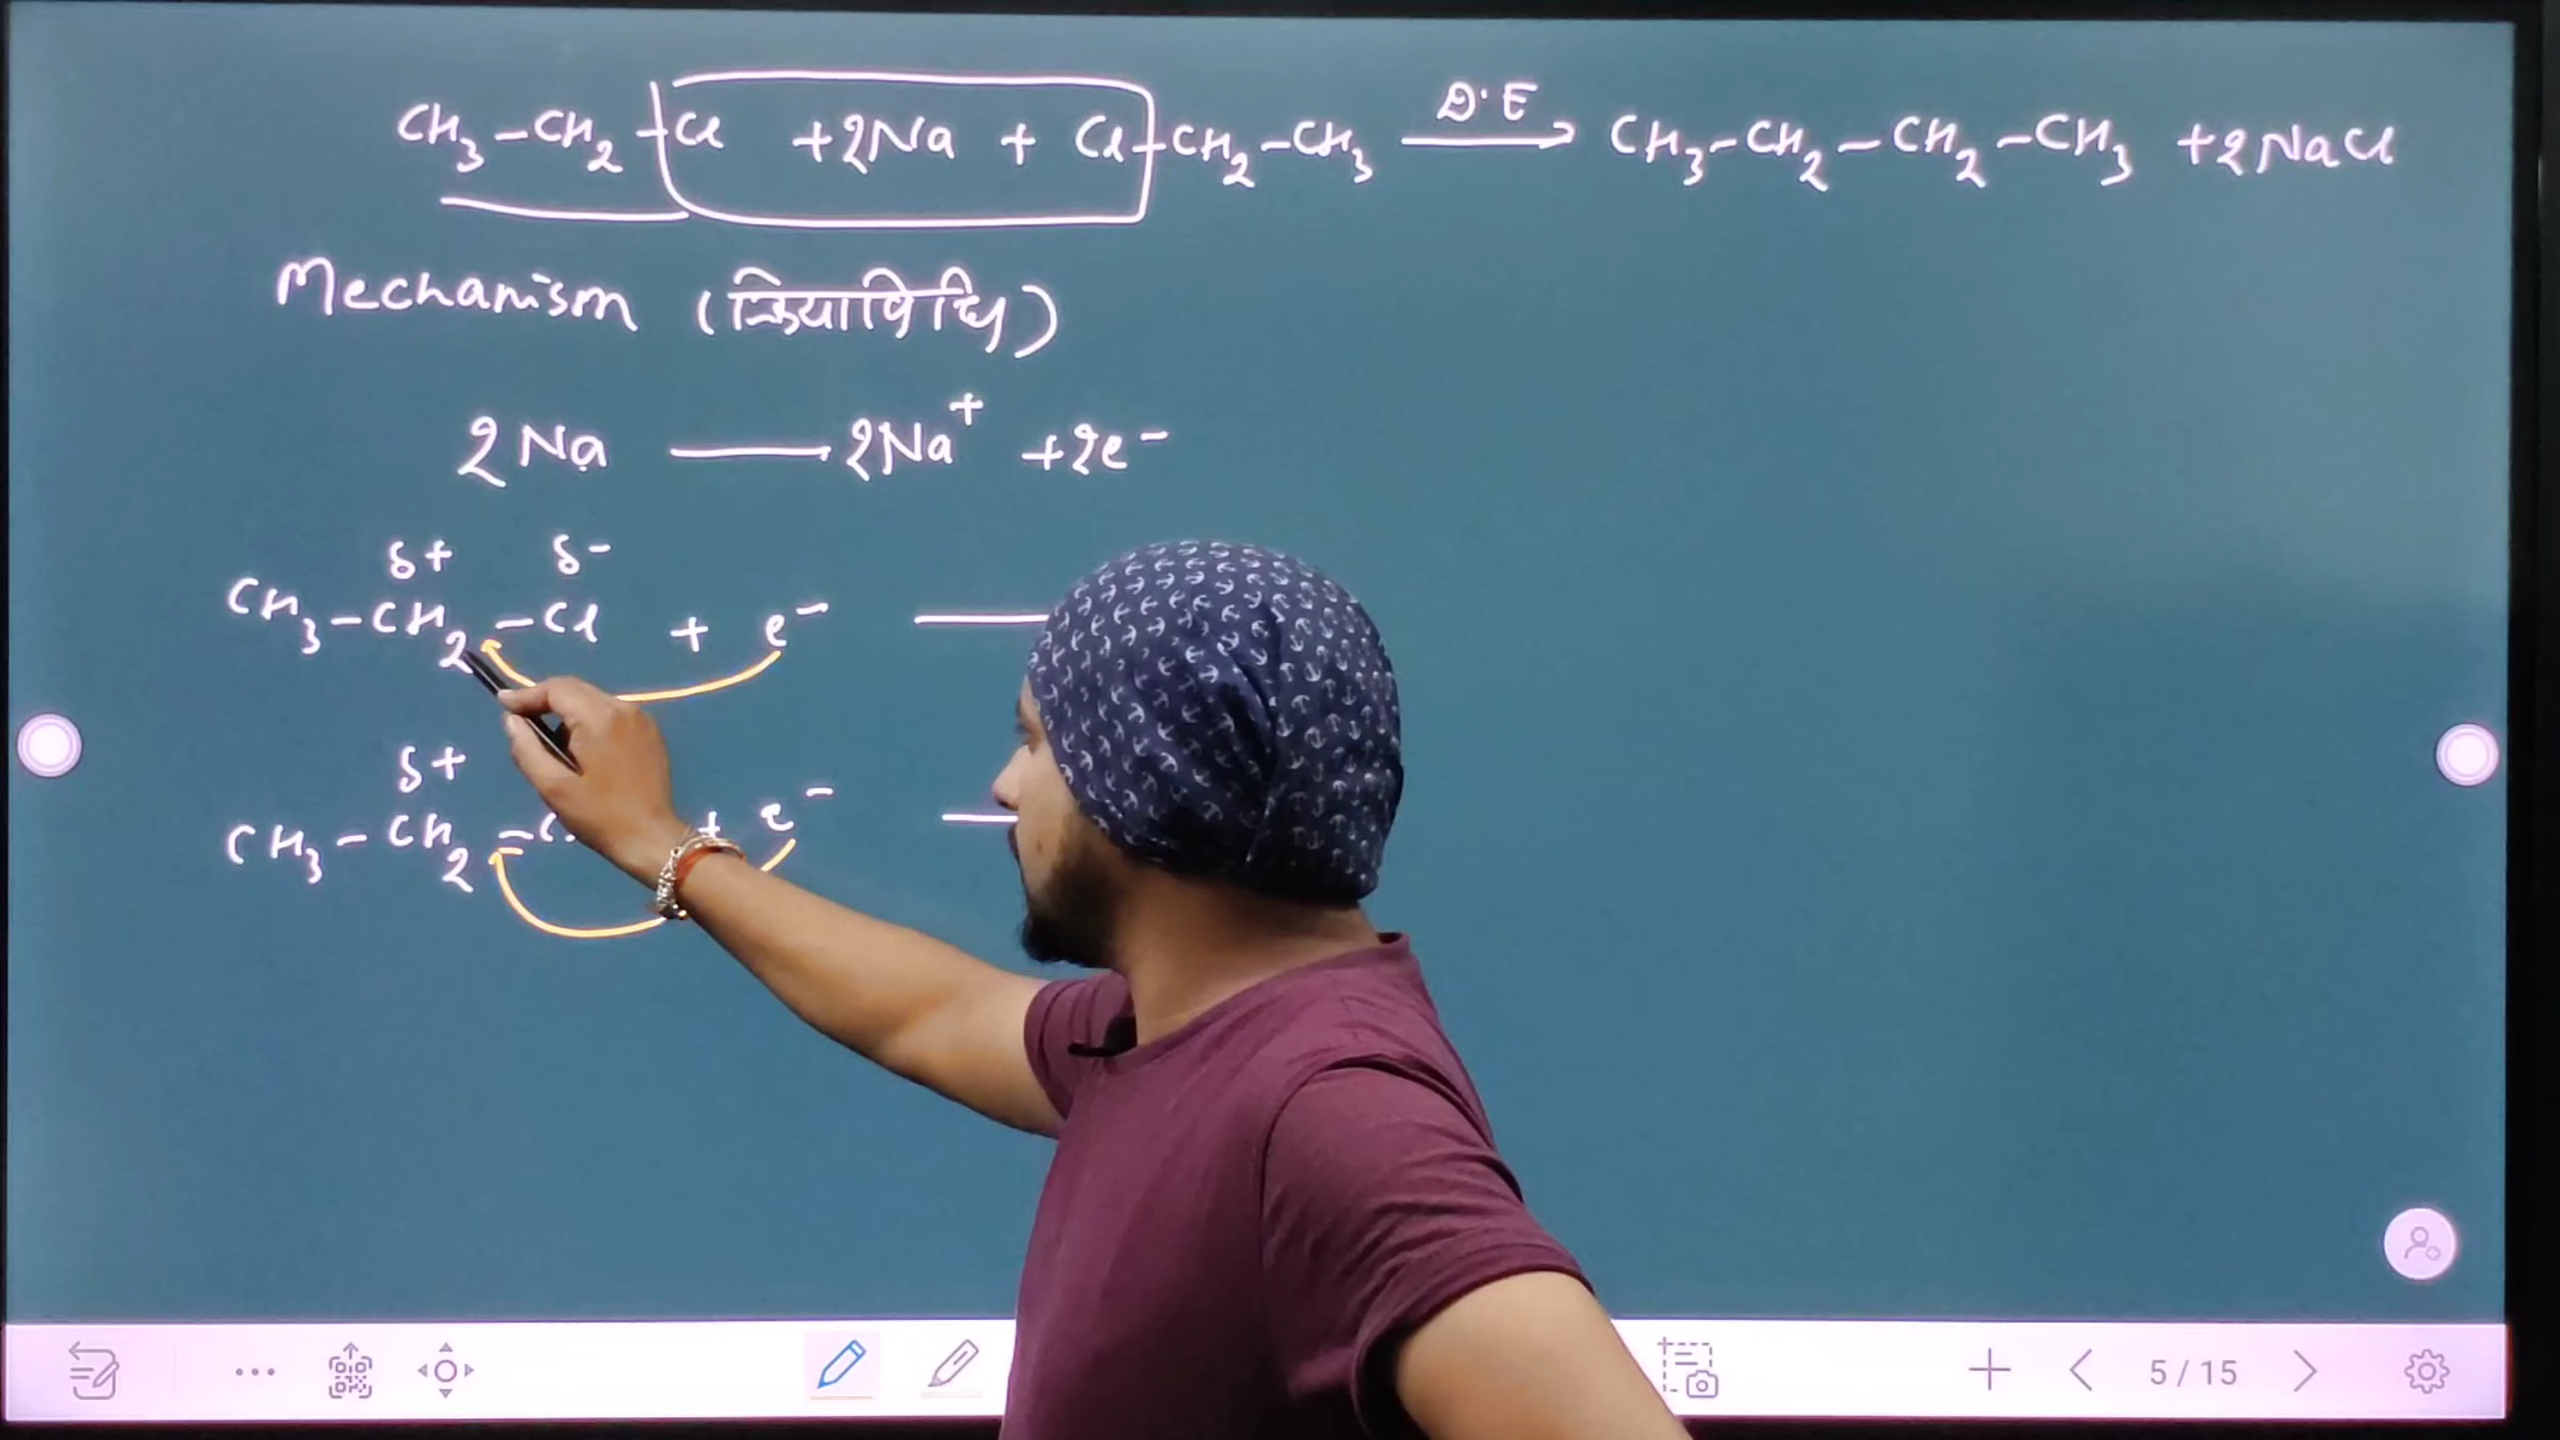 CH₃-CH₂-Cl +2Na + Cl-CH₂-CH₃ D.E → CH₃-CH₂-CH₂-CH₃ +2NaCl
Mechanism (क्रियाविधि)
2Na → 2Na⁺ +2e⁻
δ+ δ-
CH₃-CH₂-Cl + e⁻
δ+
CH₃-CH₂- + e⁻
5/15